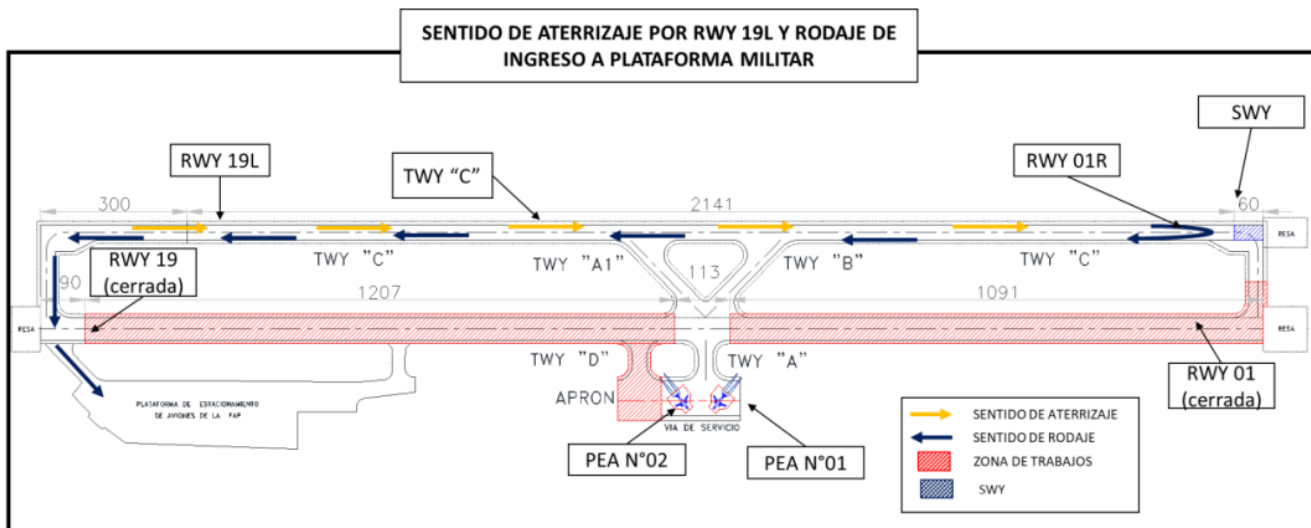 SENTIDO DE ATERRIZAJE POR RWY 19L Y RODAJE DE
INGRESO A PLATAFORMA MILITAR
SWY
RWY 19L
TWY “C”
RWY 01R
300
2141
60
RESA
TWY "C"
TWY "A1"
113
TWY "B"
TWY "C"
RWY 19
(cerrada)
90
1207
1091
RESA
RESA
TWY "D"
TWY "A"
RWY 01
(cerrada)
APRON
PLATAFORMA DE ESTACIONAMIENTO
DE AVIONES DE LA FAP
VIA DE SERVICIO
PEA N°02
PEA N°01
SENTIDO DE ATERRIZAJE
SENTIDO DE RODAJE
ZONA DE TRABAJOS
SWY